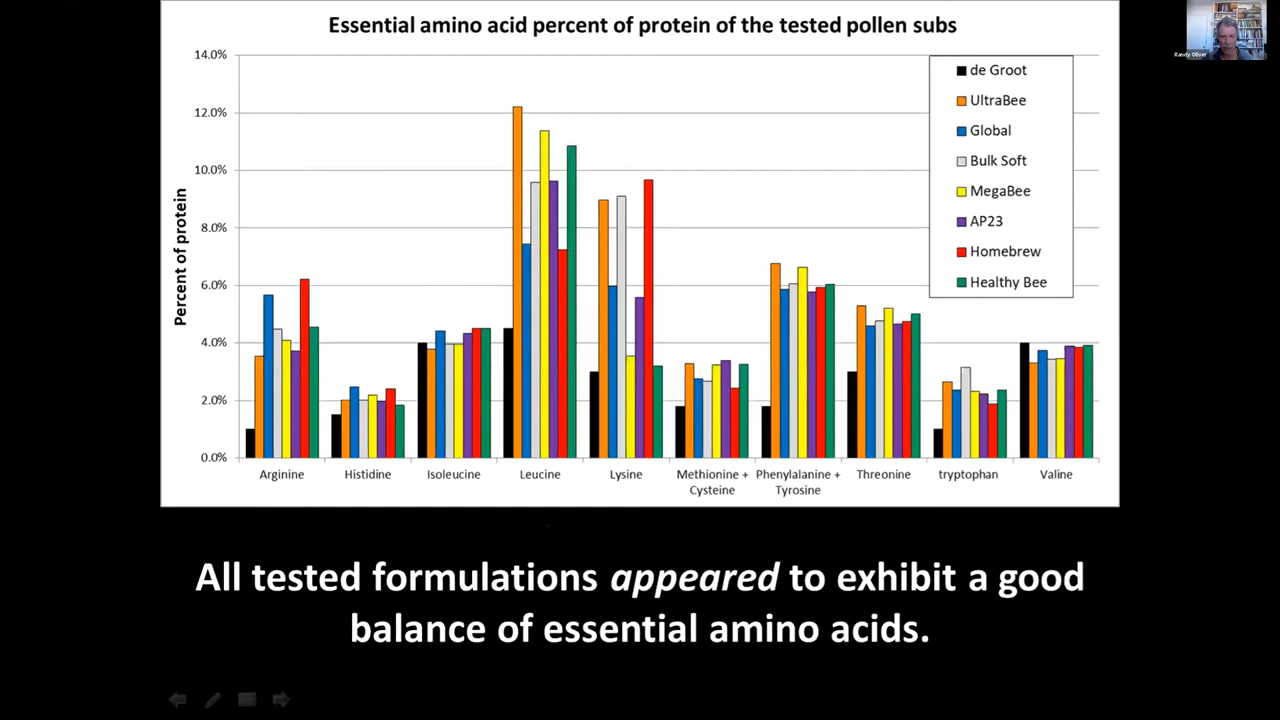 Essential amino acid percent of protein of the tested pollen subs
Randy Oliver
14.0%
12.0%
10.0%
8.0%
6.0%
4.0%
2.0%
0.0%
Percent of protein
de Groot
UltraBee
Global
Bulk Soft
MegaBee
AP23
Homebrew
Healthy Bee
Arginine
Histidine
Isoleucine
Leucine
Lysine
Methionine +
Cysteine
Phenylalanine +
Tyrosine
Threonine
tryptophan
Valine
All tested formulations appeared to exhibit a good
balance of essential amino acids.